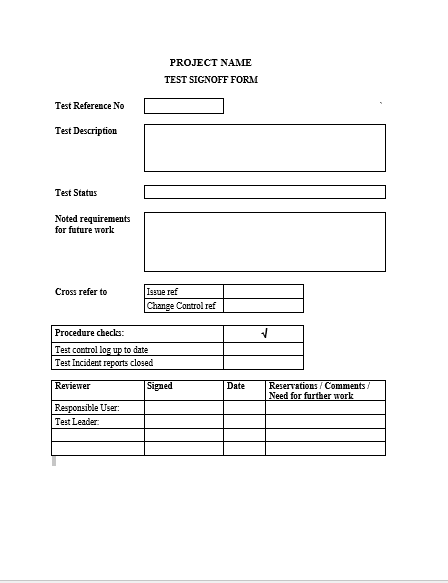 PROJECT NAME
TEST SIGNOFF FORM
Test Reference No
Test Description
Test Status
Noted requirements
for future work
Cross refer to
Issue ref
Change Control ref
Procedure checks: √
Test control log up to date
Test Incident reports closed
Reviewer Signed Date Reservations / Comments /
Need for further work
Responsible User:
Test Leader: